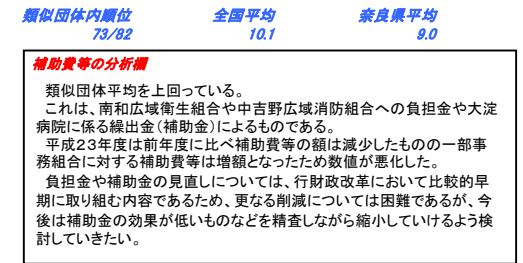 類似団体内順位 全国平均 奈良県平均
73/82 10.1 9.0
補助費等の分析欄
類似団体平均を上回っている。
これは、南和広域衛生組合や中吉野広域消防組合への負担金や大淀
病院に係る繰出金(補助金)によるものである。
平成23年度は前年度に比べ補助費等の額は減少したものの一部事
務組合に対する補助費等は増額となったため数値が悪化した。
負担金や補助金の見直しについては、行財政改革において比較的早
期に取り組む内容であるため、更なる削減については困難であるが、今
後は補助金の効果が低いものなどを精査しながら縮小していけるよう検
討していきたい。